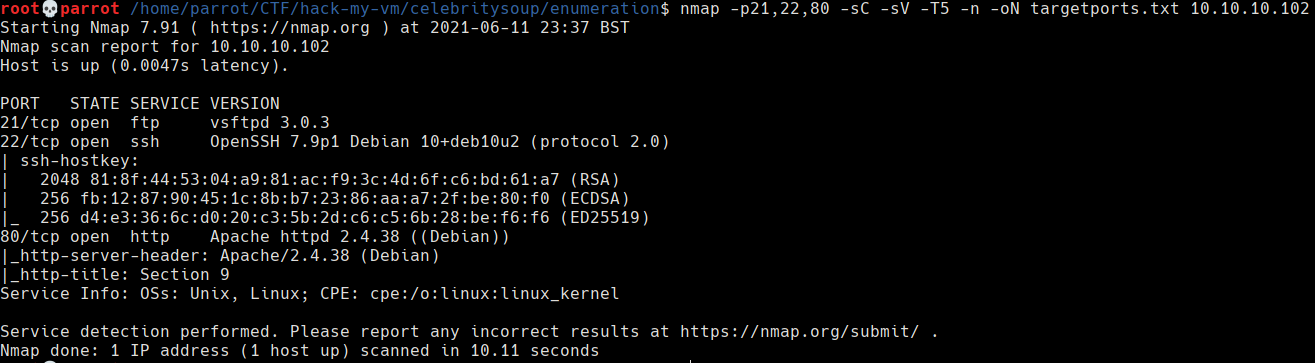 root💀parrot /home/parrot/CTF/hack-my-vm/celebritysoup/enumeration$ nmap -p21,22,80 -sC -sV -T5 -n -oN targetports.txt 10.10.10.102
Starting Nmap 7.91 ( https://nmap.org ) at 2021-06-11 23:37 BST
Nmap scan report for 10.10.10.102
Host is up (0.0047s latency).

PORT   STATE SERVICE VERSION
21/tcp open  ftp     vsftpd 3.0.3
22/tcp open  ssh     OpenSSH 7.9p1 Debian 10+deb10u2 (protocol 2.0)
| ssh-hostkey:
|   2048 81:8f:44:53:04:a9:81:ac:f9:3c:4d:6f:c6:bd:61:a7 (RSA)
|   256 fb:12:87:90:45:1c:8b:b7:23:86:aa:a7:2f:be:80:f0 (ECDSA)
|_  256 d4:e3:36:6c:d0:20:c3:5b:2d:c6:c5:6b:28:be:f6:f6 (ED25519)
80/tcp open  http    Apache httpd 2.4.38 ((Debian))
|_http-server-header: Apache/2.4.38 (Debian)
|_http-title: Section 9
Service Info: OSs: Unix, Linux; CPE: cpe:/o:linux:linux_kernel

Service detection performed. Please report any incorrect results at https://nmap.org/submit/ .
Nmap done: 1 IP address (1 host up) scanned in 10.11 seconds